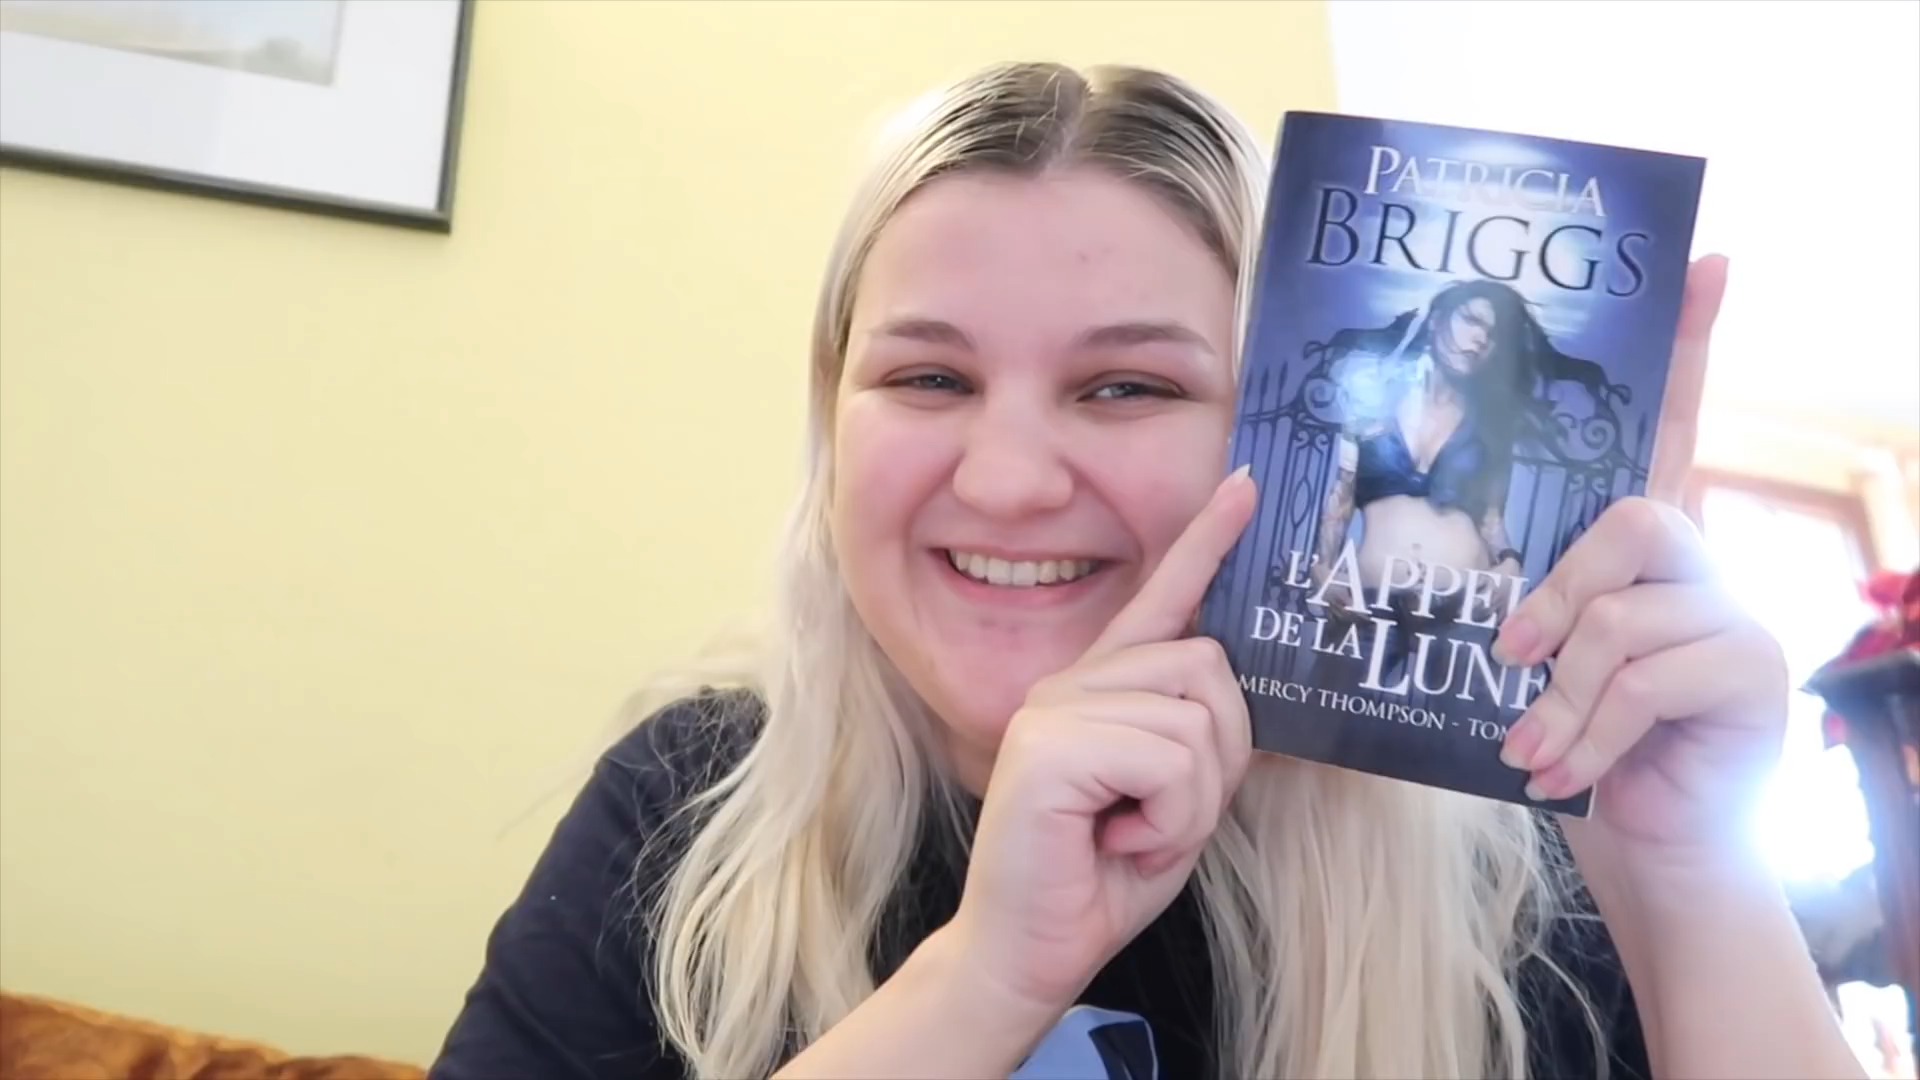 PATRICIA
BRIGGS
L'APPEL
DE LA LUNE
MERCY THOMPSON -